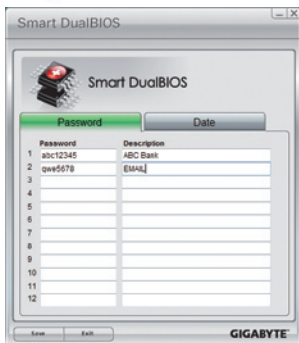 Smart DualBIOS
Smart DualBIOS
Password Date
Password Description
1 abc12345 ABC Bank
2 qwe5678 EMAIL
3
4
5
6
7
8
9
10
11
12
Save Exit GIGABYTE